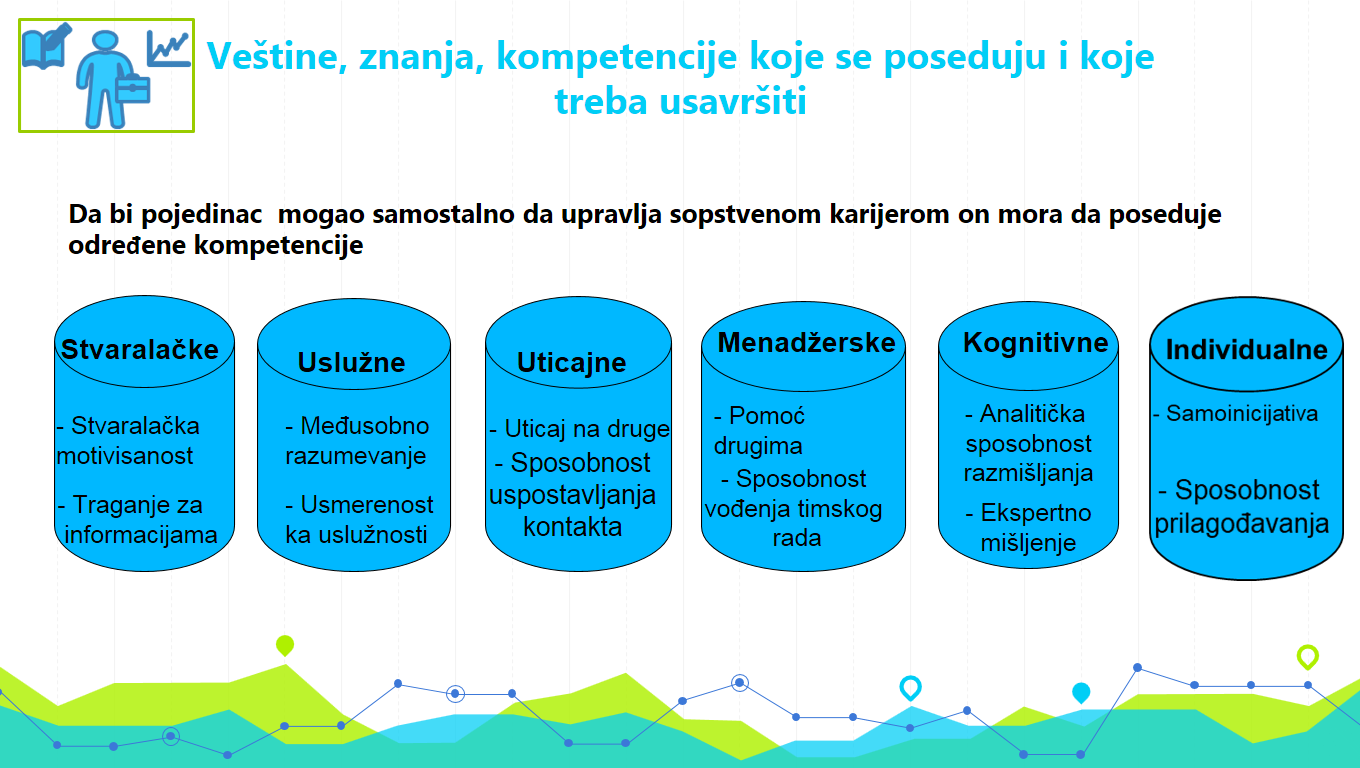 Veštine, znanja, kompetencije koje se poseduju i koje
treba usavršiti
Da bi pojedinac  mogao samostalno da upravlja sopstvenom karijerom on mora da poseduje
određene kompetencije
Stvaralačke
- Stvaralačka
motivisanost
- Traganje za
informacijama
Uslužne
- Međusobno
razumevanje
- Usmerenost
ka uslužnosti
Uticajne
- Uticaj na druge
- Sposobnost
uspostavljanja
kontakta
Menadžerske
- Pomoć
drugima
- Sposobnost
vođenja timskog
rada
Kognitivne
- Analitička
sposobnost
razmišljanja
- Ekspertno
mišljenje
Individualne
- Samoinicijativa
- Sposobnost
prilagođavanja